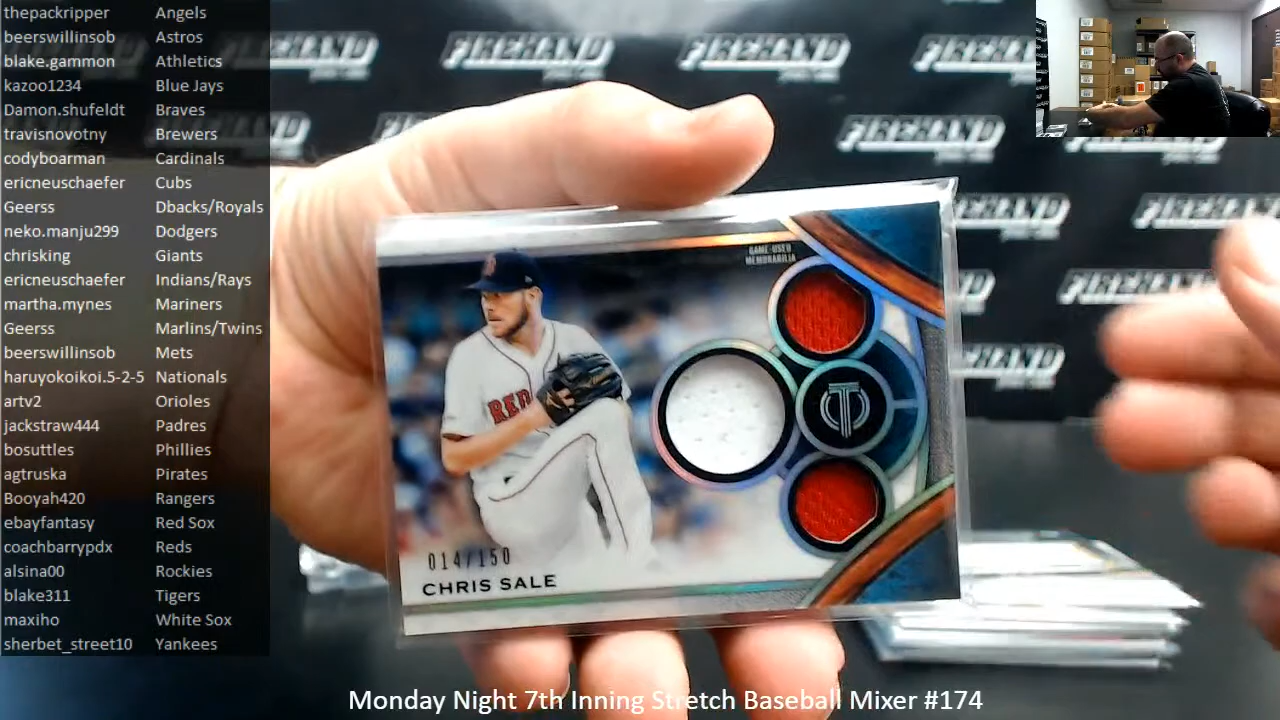 thepackripper Angels
beerswillinsob Astros
blake.gammon Athletics
kazoo1234 Blue Jays
Damon.shufeldt Braves
travisnovotny Brewers
codyboarman Cardinals
ericneuschaefer Cubs
Geerss Dbacks/Royals
neko.manju299 Dodgers
chrisking Giants
ericneuschaefer Indians/Rays
martha.mynes Mariners
Geerss Marlins/Twins
beerswillinsob Mets
haruyokoikoi.5-2-5 Nationals
artv2 Orioles
jackstraw444 Padres
bosuttles Phillies
agtruska Pirates
Booyah420 Rangers
ebayfantasy Red Sox
coachbarrypdx Reds
alsina00 Rockies
blake311 Tigers
maxiho White Sox
sherbet_street10 Yankees
FIREHAND
FIREHAND
FIREHAND
FIREHAND
GAME-USED
MEMORABILIA
RED
014/150
CHRIS SALE
Monday Night 7th Inning Stretch Baseball Mixer #174